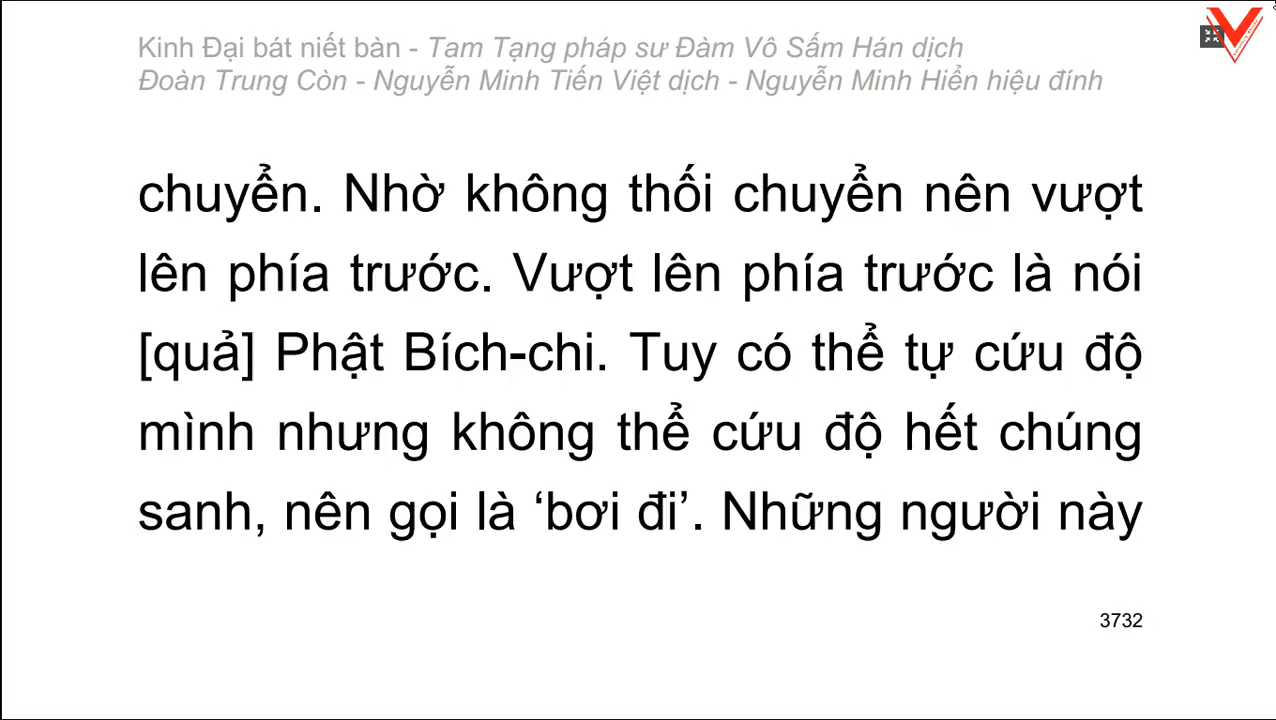 Kinh Đại bát niết bàn - Tam Tạng pháp sư Đàm Vô Sấm Hán dịch
Đoàn Trung Còn - Nguyễn Minh Tiến Việt dịch - Nguyễn Minh Hiển hiệu đính
chuyển. Nhờ không thối chuyển nên vượt
lên phía trước. Vượt lên phía trước là nói
[quả] Phật Bích-chi. Tuy có thể tự cứu độ
mình nhưng không thể cứu độ hết chúng
sanh, nên gọi là ‘bơi đi’. Những người này
3732